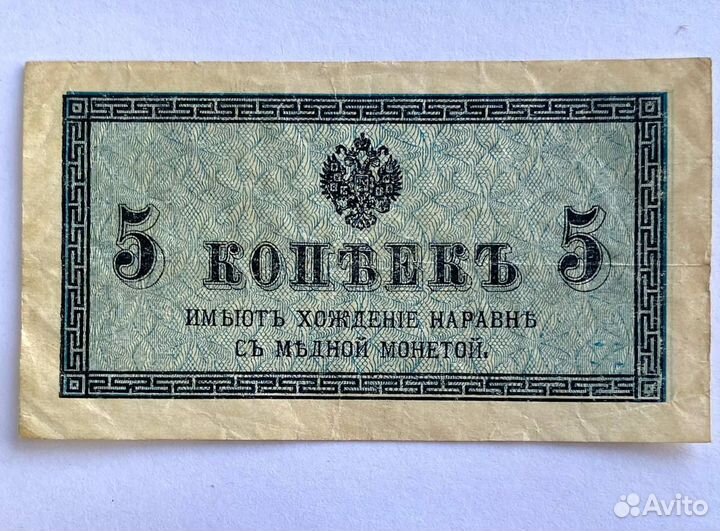 5 КОПѢЕКЪ 5
ИМѢЮТЪ ХОЖДЕНІЕ НАРАВНѢ
СЪ МѢДНОЙ МОНЕТОЙ.
Avito